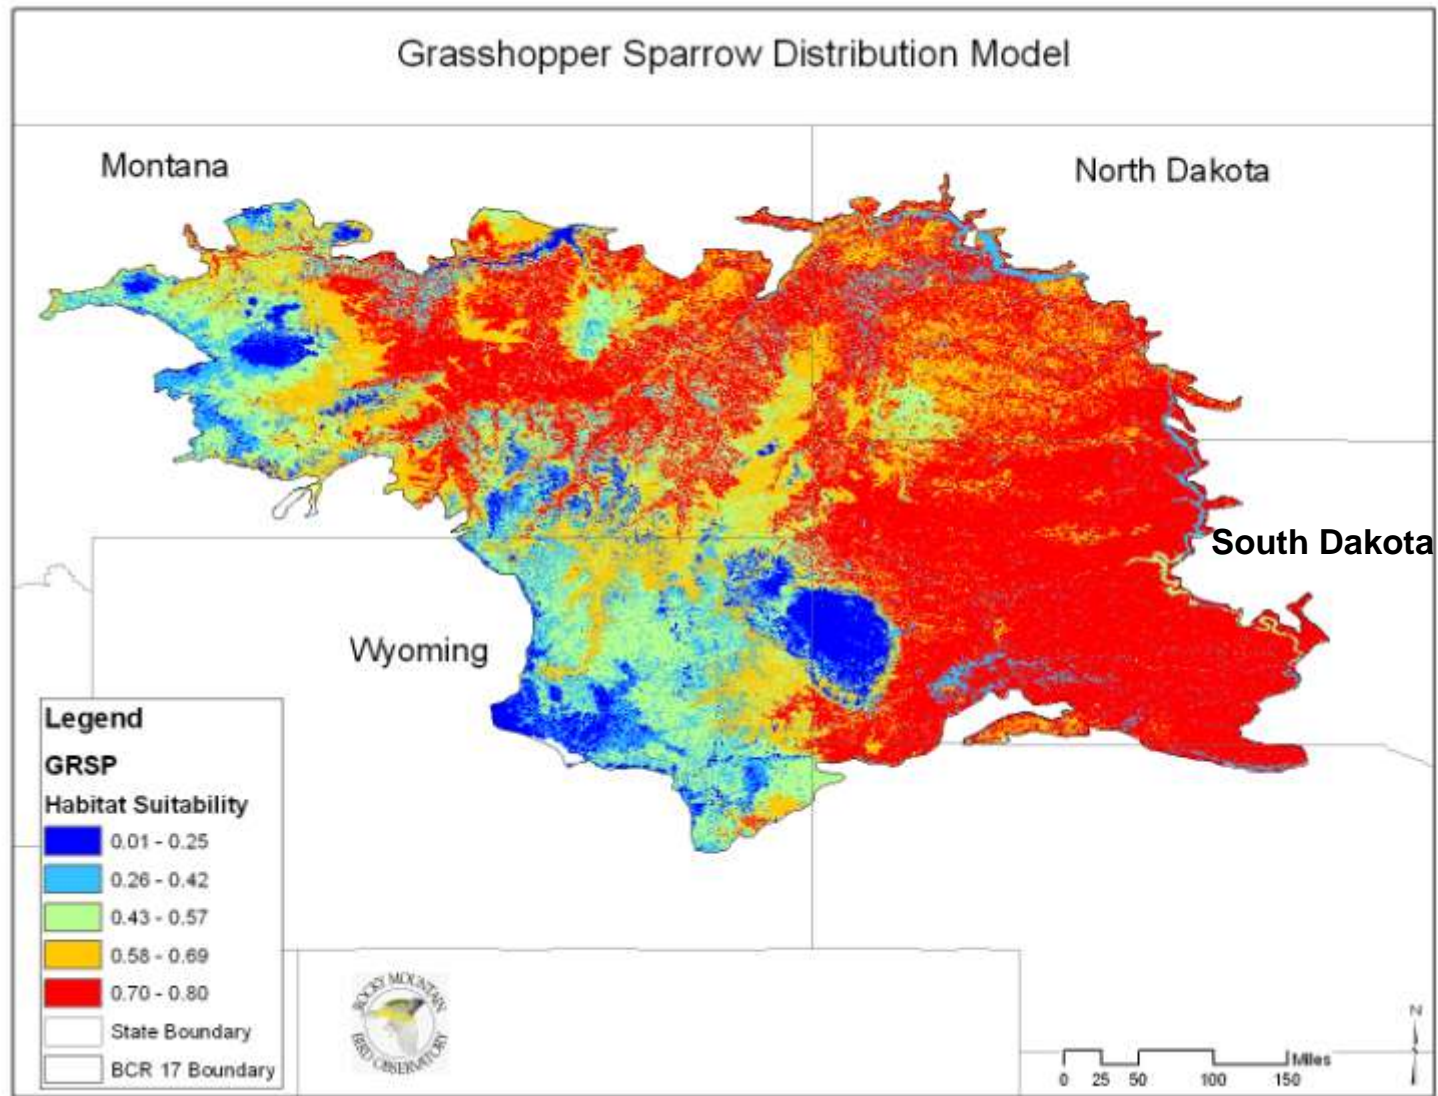 Grasshopper Sparrow Distribution Model
Montana
North Dakota
South Dakota
Wyoming
Legend
GRSP
Habitat Suitability
0.01 - 0.25
0.26 - 0.42
0.43 - 0.57
0.58 - 0.69
0.70 - 0.80
State Boundary
BCR 17 Boundary
ROCKY MOUNTAIN
BIRD OBSERVATORY
N
Miles
0 25 50 100 150